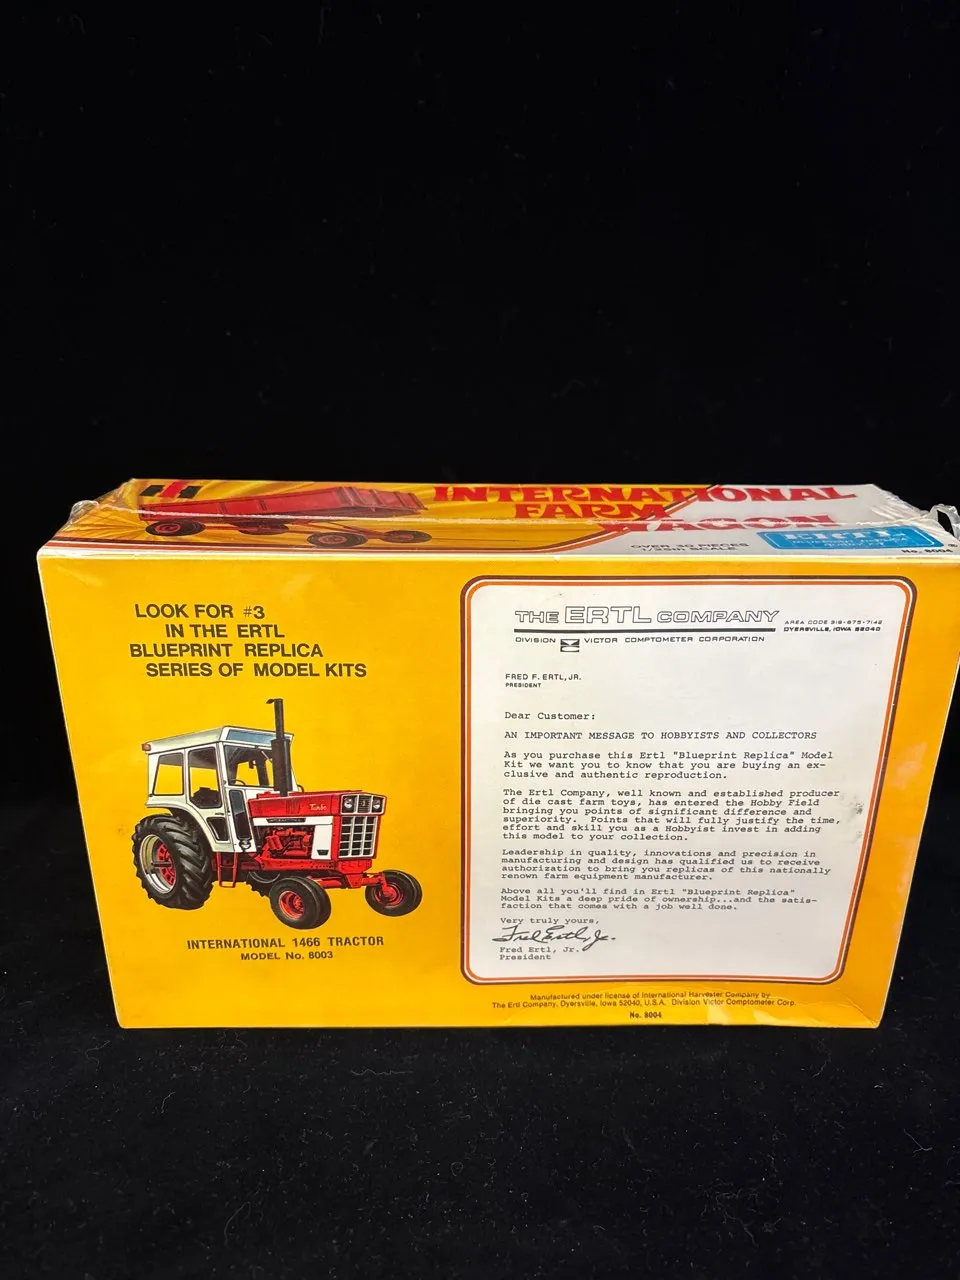 INTERNATIONAL
FARM
WAGON
OVER 30 PIECES
1/25th SCALE
ERTL
No. 8004
LOOK FOR #3
IN THE ERTL
BLUEPRINT REPLICA
SERIES OF MODEL KITS
Turbo
INTERNATIONAL 1466 TRACTOR
MODEL No. 8003
THE ERTL COMPANY
AREA CODE 319-875-7142
DYERSVILLE, IOWA 52040
DIVISION VICTOR COMPTOMETER CORPORATION
FRED F. ERTL, JR.
PRESIDENT
Dear Customer:
AN IMPORTANT MESSAGE TO HOBBYISTS AND COLLECTORS
As you purchase this Ertl "Blueprint Replica" Model
Kit we want you to know that you are buying an ex-
clusive and authentic reproduction.
The Ertl Company, well known and established producer
of die cast farm toys, has entered the Hobby Field
bringing you points of significant difference and
superiority. Points that will fully justify the time,
effort and skill you as a Hobbyist invest in adding
this model to your collection.
Leadership in quality, innovations and precision in
manufacturing and design has qualified us to receive
authorization to bring you replicas of this nationally
renown farm equipment manufacturer.
Above all you'll find in Ertl "Blueprint Replica"
Model Kits a deep pride of ownership...and the satis-
faction that comes with a job well done.
Very truly yours,
Fred Ertl, Jr.
Fred Ertl, Jr.
President
Manufactured under license of International Harvester Company by
The Ertl Company, Dyersville, Iowa 52040, U.S.A. Division Victor Comptometer Corp.
No. 8004